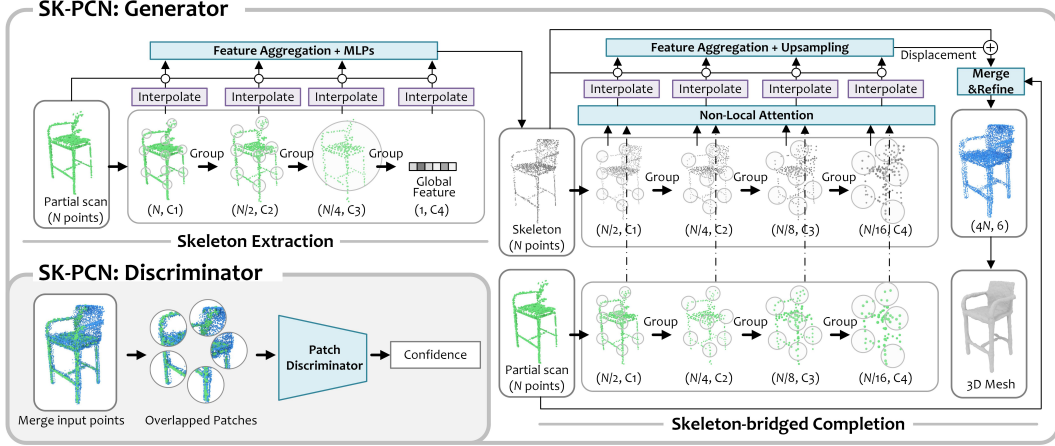 SK-PCN: Generator
Feature Aggregation + MLPs
Interpolate
Interpolate
Interpolate
Interpolate
Group
Group
Group
Global
Feature
Partial scan
(N points)
(N, C1)
(N/2, C2)
(N/4, C3)
(1, C4)
Skeleton Extraction
Feature Aggregation + Upsampling
Displacement
+
Merge
&Refine
Interpolate
Interpolate
Interpolate
Interpolate
Non-Local Attention
Group
Group
Group
Skeleton
(N points)
(N/2, C1)
(N/4, C2)
(N/8, C3)
(N/16, C4)
(4N, 6)
Group
Group
Group
Partial scan
(N points)
(N/2, C1)
(N/4, C2)
(N/8, C3)
(N/16, C4)
3D Mesh
Skeleton-bridged Completion
SK-PCN: Discriminator
Patch
Discriminator
Confidence
Merge input points
Overlapped Patches